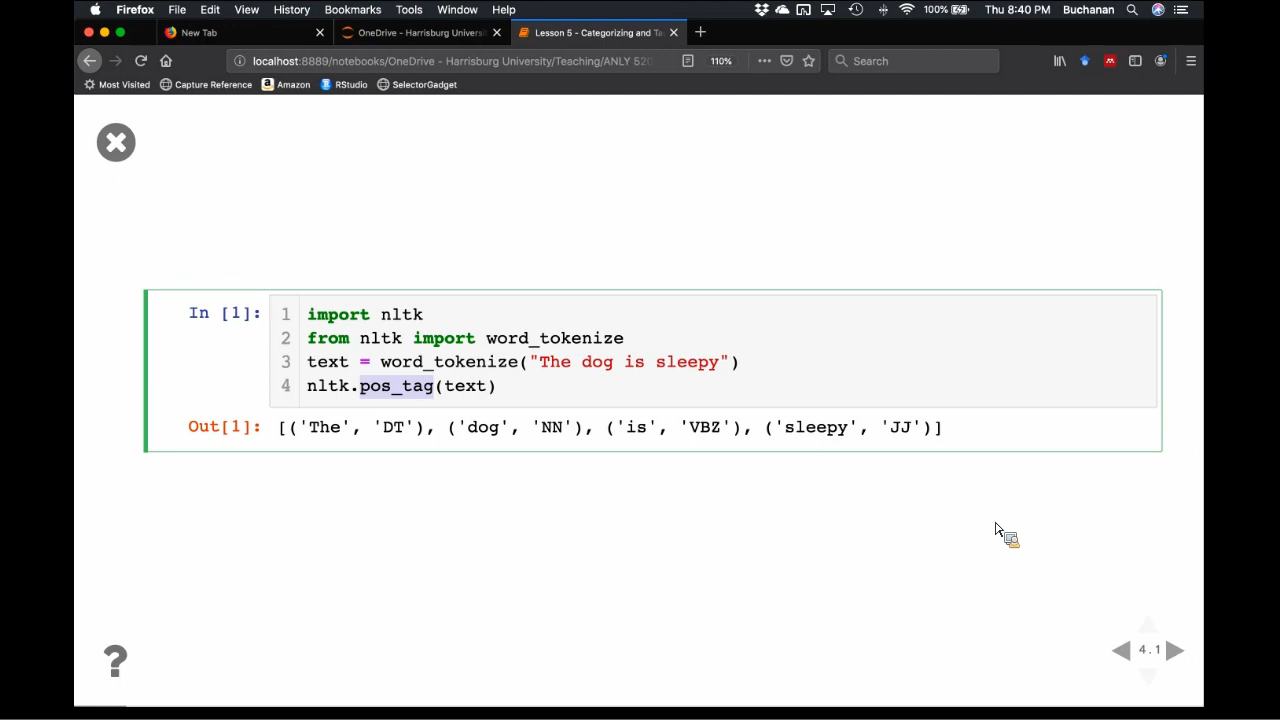 Firefox File Edit View History Bookmarks Tools Window Help 100% Thu 8:40 PM Buchanan
New Tab OneDrive - Harrisburg Universi Lesson 5 - Categorizing and Ta
localhost:8889/notebooks/OneDrive - Harrisburg University/Teaching/ANLY 520 110% Search
Most Visited Capture Reference Amazon RStudio SelectorGadget
In [1]:
1 import nltk
2 from nltk import word_tokenize
3 text = word_tokenize("The dog is sleepy")
4 nltk.pos_tag(text)
Out[1]: [('The', 'DT'), ('dog', 'NN'), ('is', 'VBZ'), ('sleepy', 'JJ')]
?
4.1